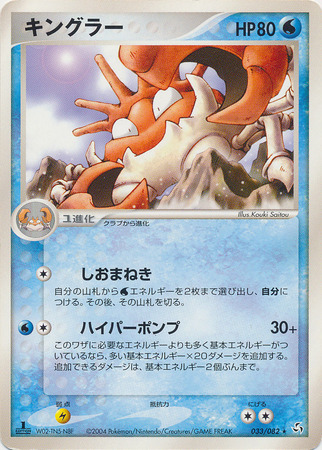 キングラー HP80
Illus. Kouki Saitou
1進化
クラブから進化
しおまねき
自分の山札から エネルギーを2枚まで選び出し、自分に
つける。その後、その山札を切る。
ハイパーポンプ 30+
このワザに必要なエネルギーよりも多く基本エネルギーがつ
いているなら、多い基本エネルギー×20ダメージを追加する。
追加できるダメージは、基本エネルギー2個ぶんまで。
弱点 抵抗力 にげる
1 W02-TN5-NBF ©2004 Pokémon/Nintendo/Creatures/GAME FREAK. 033/082 ★